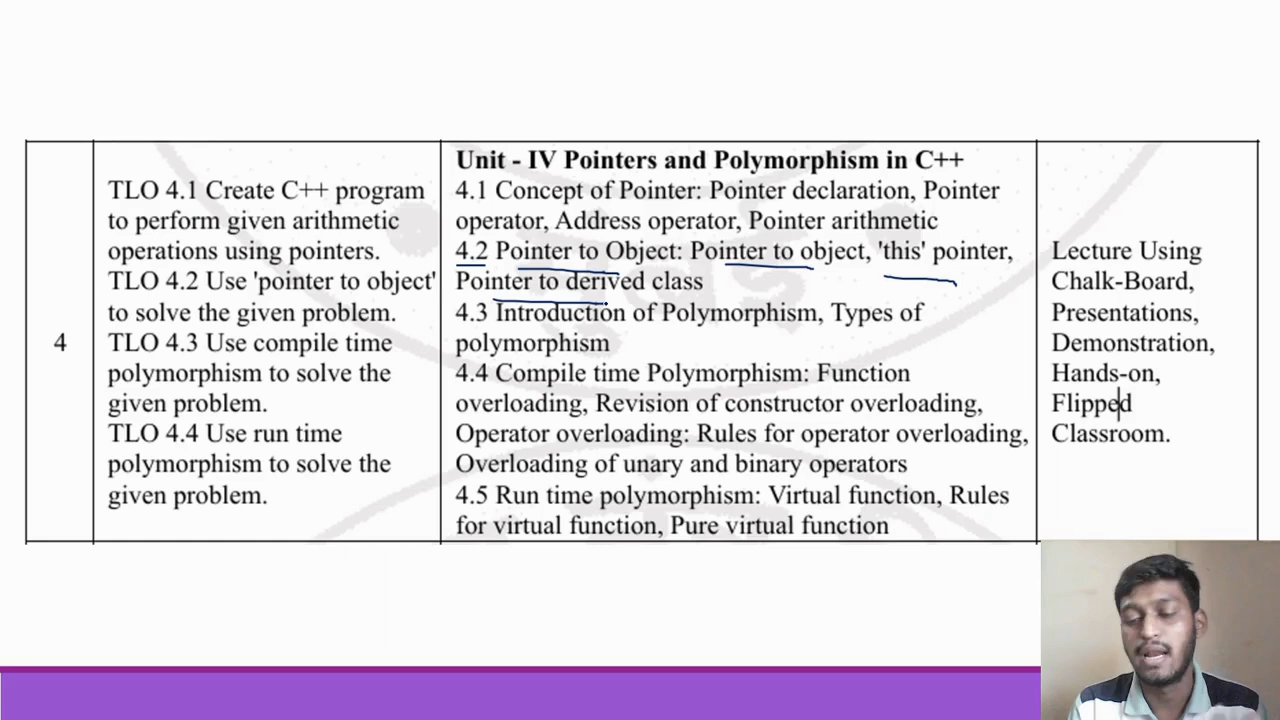 4
TLO 4.1 Create C++ program
to perform given arithmetic
operations using pointers.
TLO 4.2 Use 'pointer to object'
to solve the given problem.
TLO 4.3 Use compile time
polymorphism to solve the
given problem.
TLO 4.4 Use run time
polymorphism to solve the
given problem.
Unit - IV Pointers and Polymorphism in C++
4.1 Concept of Pointer: Pointer declaration, Pointer
operator, Address operator, Pointer arithmetic
4.2 Pointer to Object: Pointer to object, 'this' pointer,
Pointer to derived class
4.3 Introduction of Polymorphism, Types of
polymorphism
4.4 Compile time Polymorphism: Function
overloading, Revision of constructor overloading,
Operator overloading: Rules for operator overloading,
Overloading of unary and binary operators
4.5 Run time polymorphism: Virtual function, Rules
for virtual function, Pure virtual function
Lecture Using
Chalk-Board,
Presentations,
Demonstration,
Hands-on,
Flipped
Classroom.